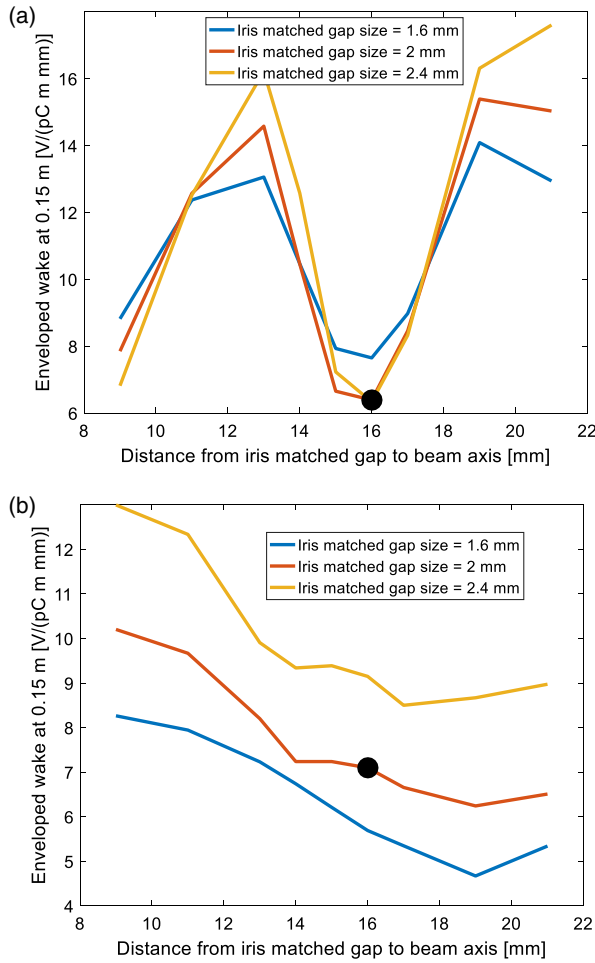 (a)
Iris matched gap size = 1.6 mm
Iris matched gap size = 2 mm
Iris matched gap size = 2.4 mm
Enveloped wake at 0.15 m [V/(pC m mm)]
16
14
12
10
8
6
8 10 12 14 16 18 20 22
Distance from iris matched gap to beam axis [mm]
(b)
Iris matched gap size = 1.6 mm
Iris matched gap size = 2 mm
Iris matched gap size = 2.4 mm
Enveloped wake at 0.15 m [V/(pC m mm)]
12
11
10
9
8
7
6
5
4
8 10 12 14 16 18 20 22
Distance from iris matched gap to beam axis [mm]